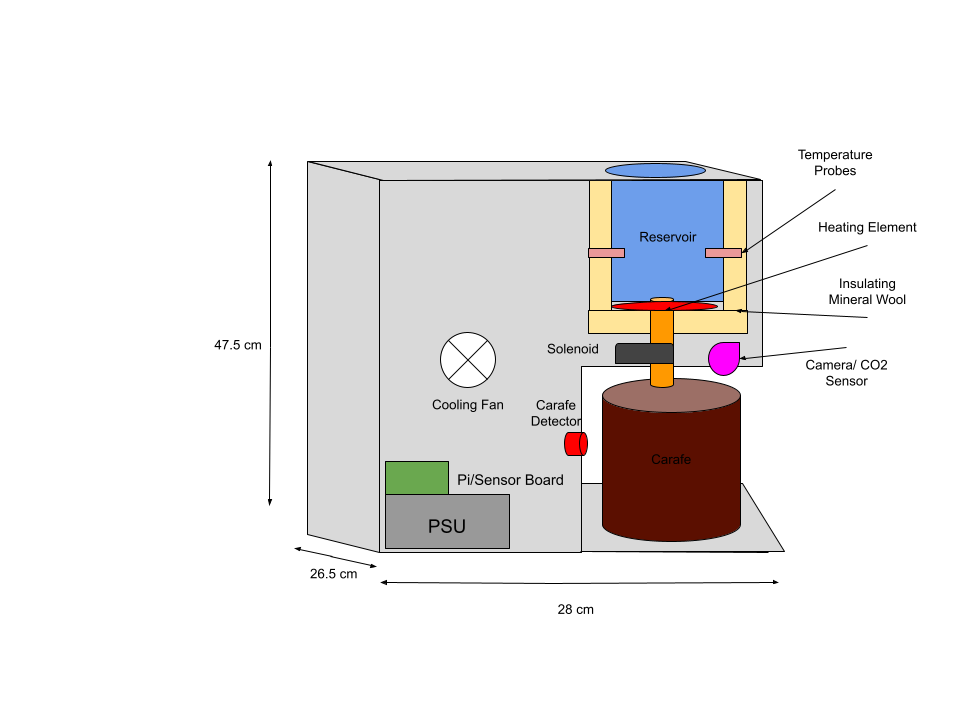 Temperature
Probes
Heating Element
Reservoir
Insulating
Mineral Wool
47.5 cm
Solenoid
Camera/ CO2
Sensor
Cooling Fan
Carafe
Detector
Carafe
Pi/Sensor Board
PSU
26.5 cm
28 cm